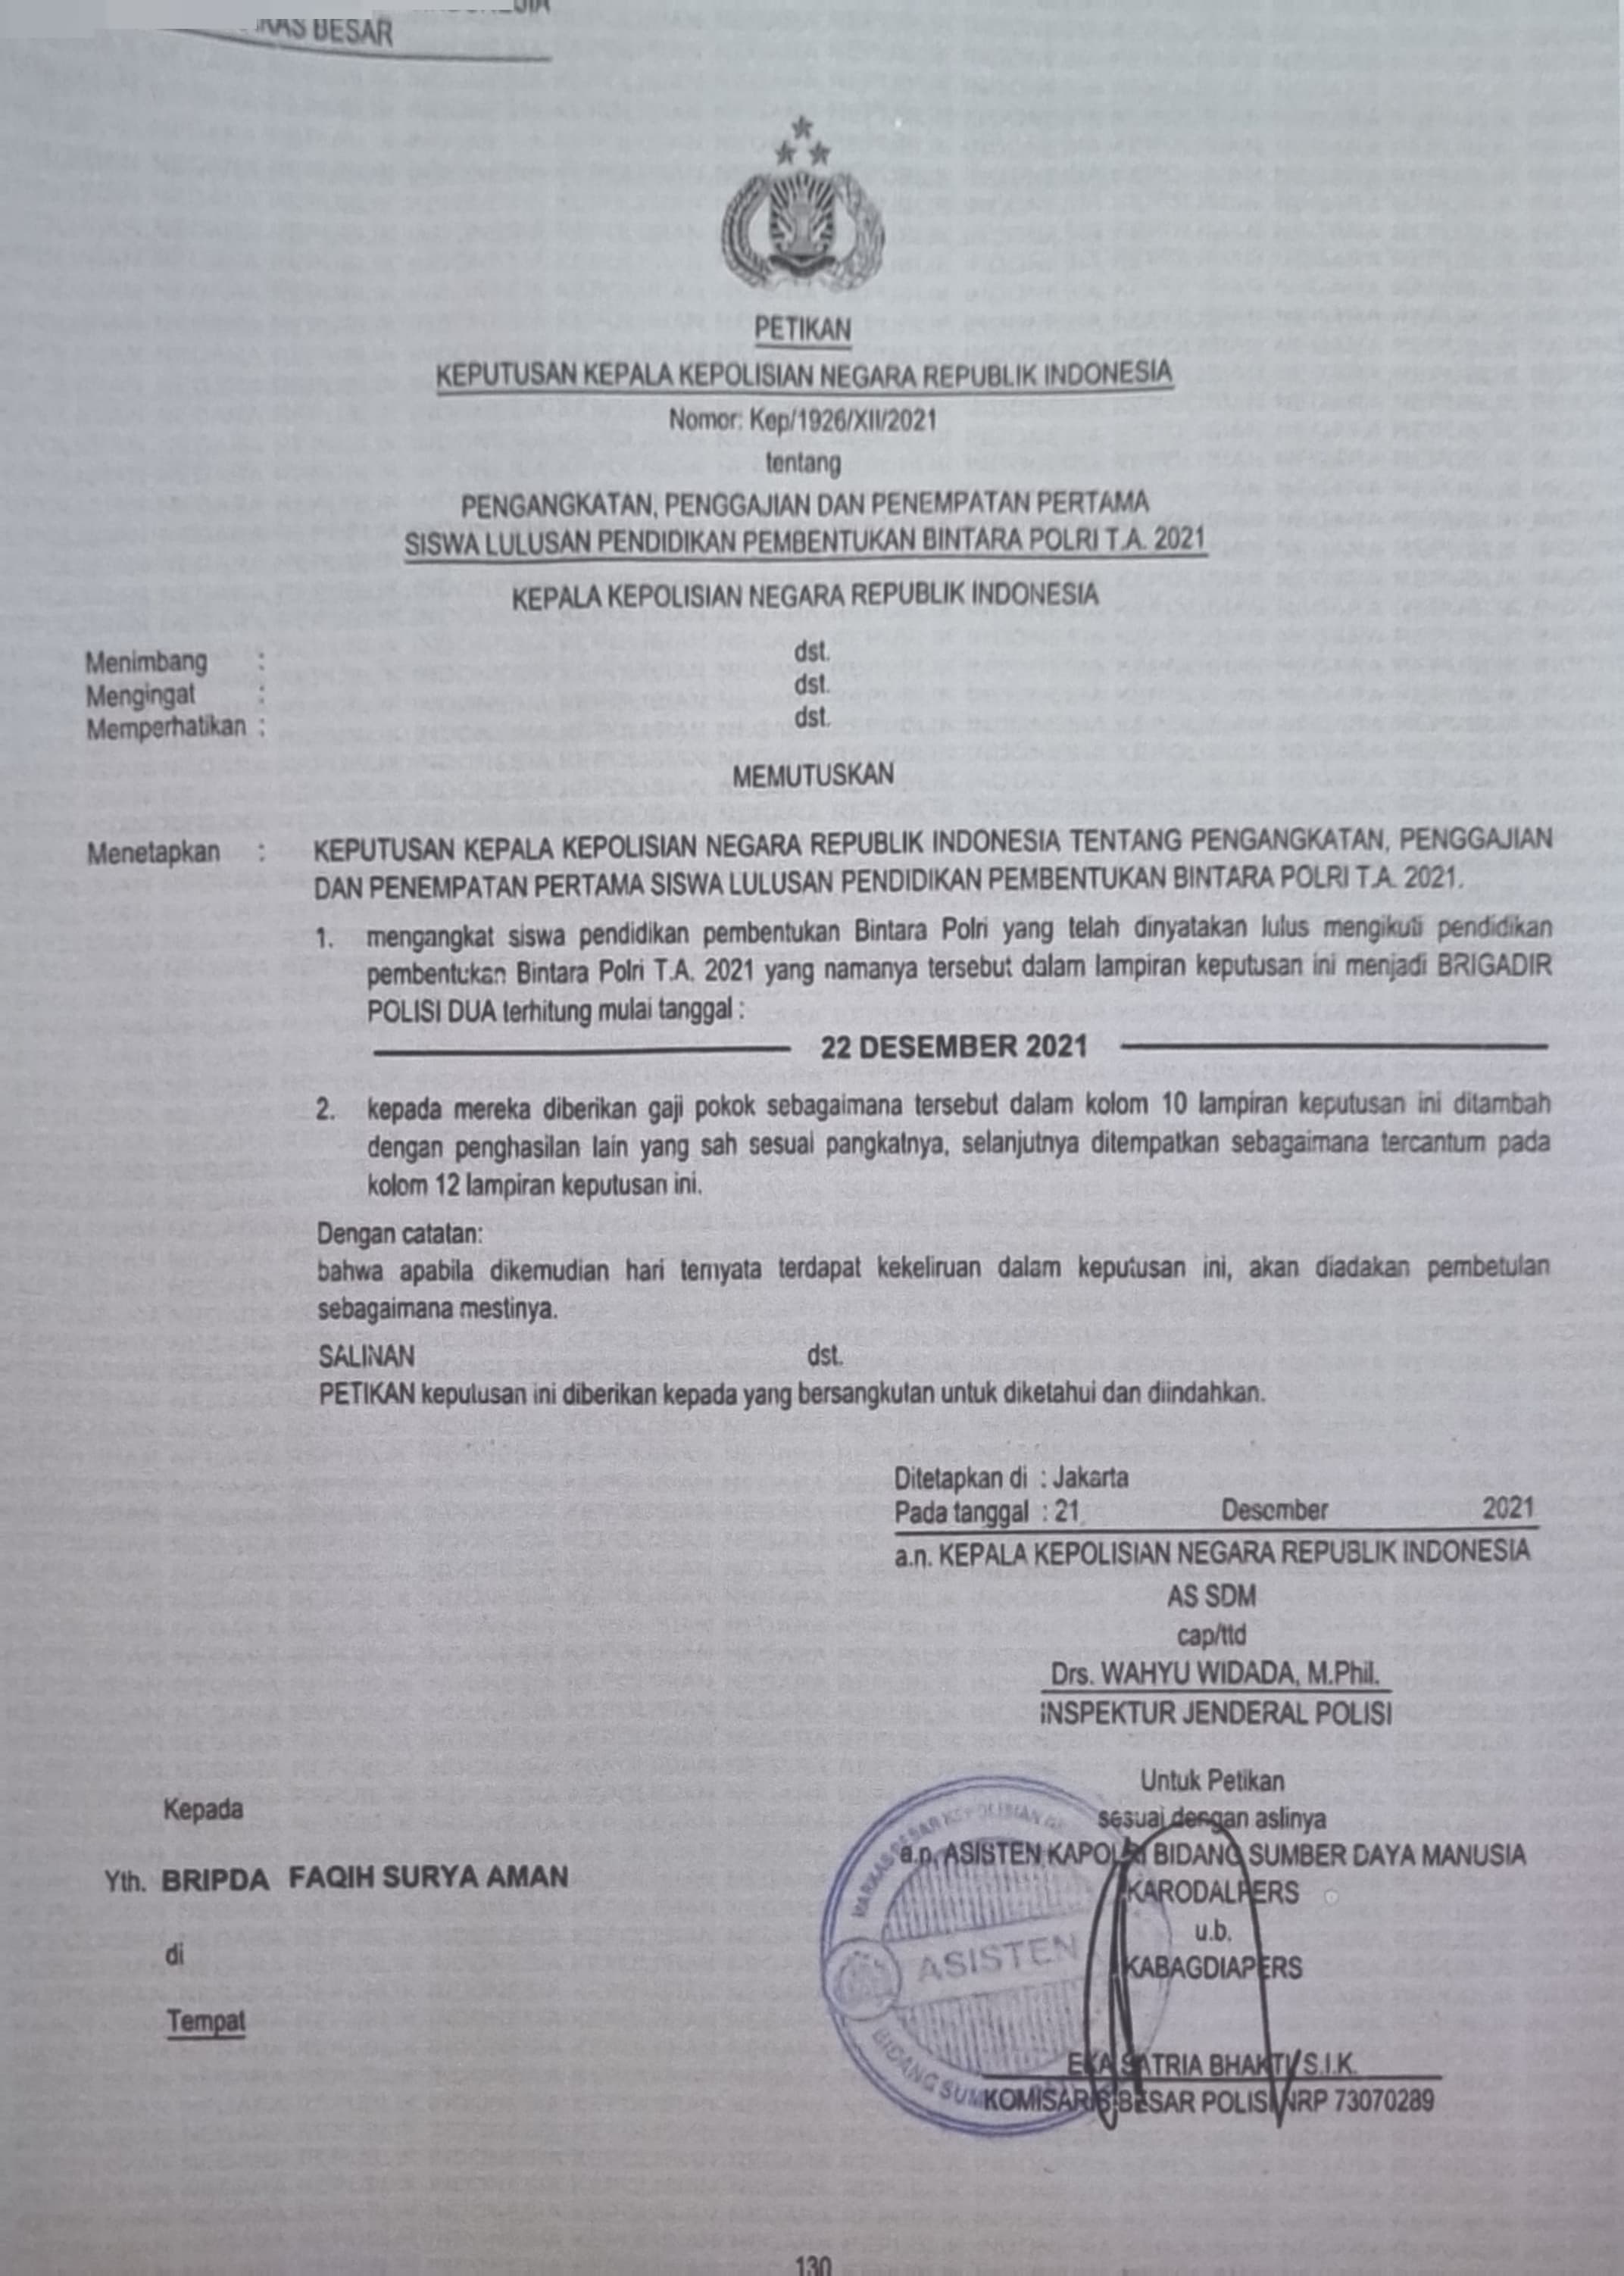 BESAR
PETIKAN
KEPUTUSAN KEPALA KEPOLISIAN NEGARA REPUBLIK INDONESIA
Nomor: Kep/1926/XII/2021
tentang
PENGANGKATAN, PENGGAJIAN DAN PENEMPATAN PERTAMA
SISWA LULUSAN PENDIDIKAN PEMBENTUKAN BINTARA POLRI T.A. 2021
KEPALA KEPOLISIAN NEGARA REPUBLIK INDONESIA
Menimbang : dst.
Mengingat : dst.
Memperhatikan : dst.
MEMUTUSKAN
Menetapkan : KEPUTUSAN KEPALA KEPOLISIAN NEGARA REPUBLIK INDONESIA TENTANG PENGANGKATAN, PENGGAJIAN
DAN PENEMPATAN PERTAMA SISWA LULUSAN PENDIDIKAN PEMBENTUKAN BINTARA POLRI T.A. 2021.
1. mengangkat siswa pendidikan pembentukan Bintara Polri yang telah dinyatakan lulus mengikuti pendidikan
pembentukan Bintara Polri T.A. 2021 yang namanya tersebut dalam lampiran keputusan ini menjadi BRIGADIR
POLISI DUA terhitung mulai tanggal :
22 DESEMBER 2021
2. kepada mereka diberikan gaji pokok sebagaimana tersebut dalam kolom 10 lampiran keputusan ini ditambah
dengan penghasilan lain yang sah sesuai pangkatnya, selanjutnya ditempatkan sebagaimana tercantum pada
kolom 12 lampiran keputusan ini.
Dengan catatan:
bahwa apabila dikemudian hari ternyata terdapat kekeliruan dalam keputusan ini, akan diadakan pembetulan
sebagaimana mestinya.
SALINAN dst.
PETIKAN keputusan ini diberikan kepada yang bersangkutan untuk diketahui dan diindahkan.
Ditetapkan di : Jakarta
Pada tanggal : 21 Desember 2021
a.n. KEPALA KEPOLISIAN NEGARA REPUBLIK INDONESIA
AS SDM
cap/ttd
Drs. WAHYU WIDADA, M.Phil.
INSPEKTUR JENDERAL POLISI
Untuk Petikan
sesuai dengan aslinya
a.n. ASISTEN KAPOLRI BIDANG SUMBER DAYA MANUSIA
KARODALPERS
u.b.
KABAGDIAPERS
EKA SATRIA BHAKTI, S.I.K.
KOMISARIS BESAR POLISI NRP 73070289
MARKAS BESAR KEPOLISIAN
ASISTEN
BIDANG
Kepada
Yth. BRIPDA FAQIH SURYA AMAN
di
Tempat
130